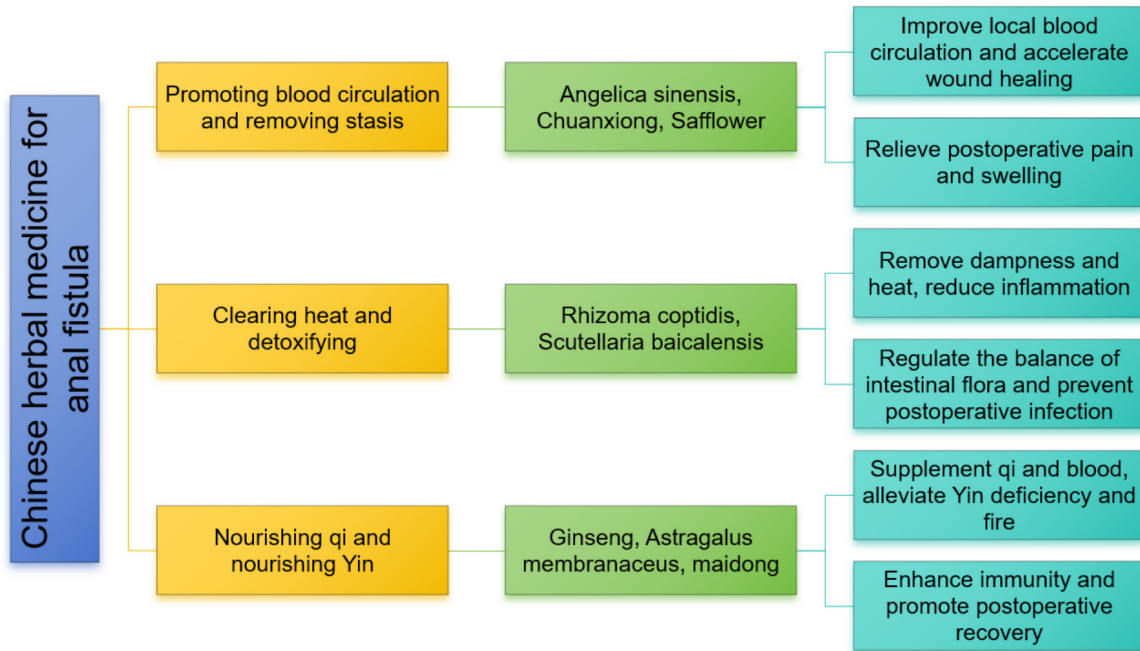 Chinese herbal medicine for
anal fistula
Promoting blood circulation
and removing stasis
Angelica sinensis,
Chuanxiong, Safflower
Improve local blood
circulation and accelerate
wound healing
Relieve postoperative pain
and swelling
Clearing heat and
detoxifying
Rhizoma coptidis,
Scutellaria baicalensis
Remove dampness and
heat, reduce inflammation
Regulate the balance of
intestinal flora and prevent
postoperative infection
Nourishing qi and
nourishing Yin
Ginseng, Astragalus
membranaceus, maidong
Supplement qi and blood,
alleviate Yin deficiency and
fire
Enhance immunity and
promote postoperative
recovery